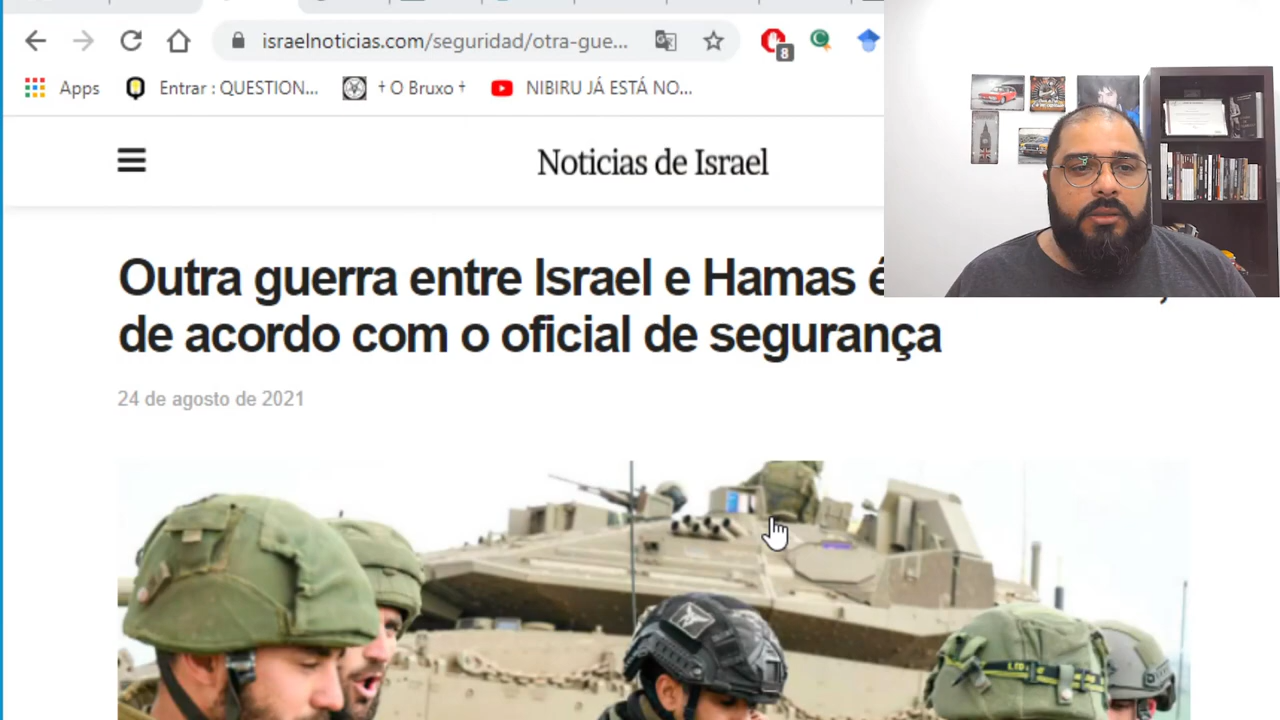 israelnoticias.com/seguridad/otra-gue...
8
Apps
Entrar : QUESTION...
† O Bruxo †
NIBIRU JÁ ESTÁ NO...
Noticias de Israel
Outra guerra entre Israel e Hamas é
de acordo com o oficial de segurança
24 de agosto de 2021